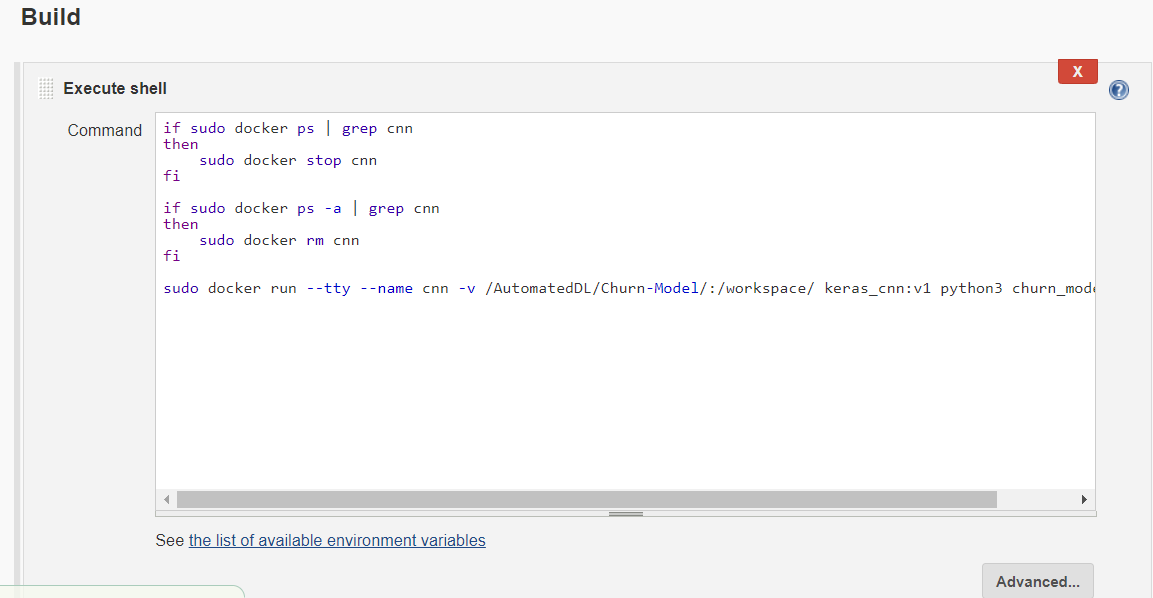 Build
X
Execute shell
?
Command
if sudo docker ps | grep cnn
then
    sudo docker stop cnn
fi
if sudo docker ps -a | grep cnn
then
    sudo docker rm cnn
fi
sudo docker run --tty --name cnn -v /AutomatedDL/Churn-Model/:/workspace/ keras_cnn:v1 python3
See the list of available environment variables
Advanced...